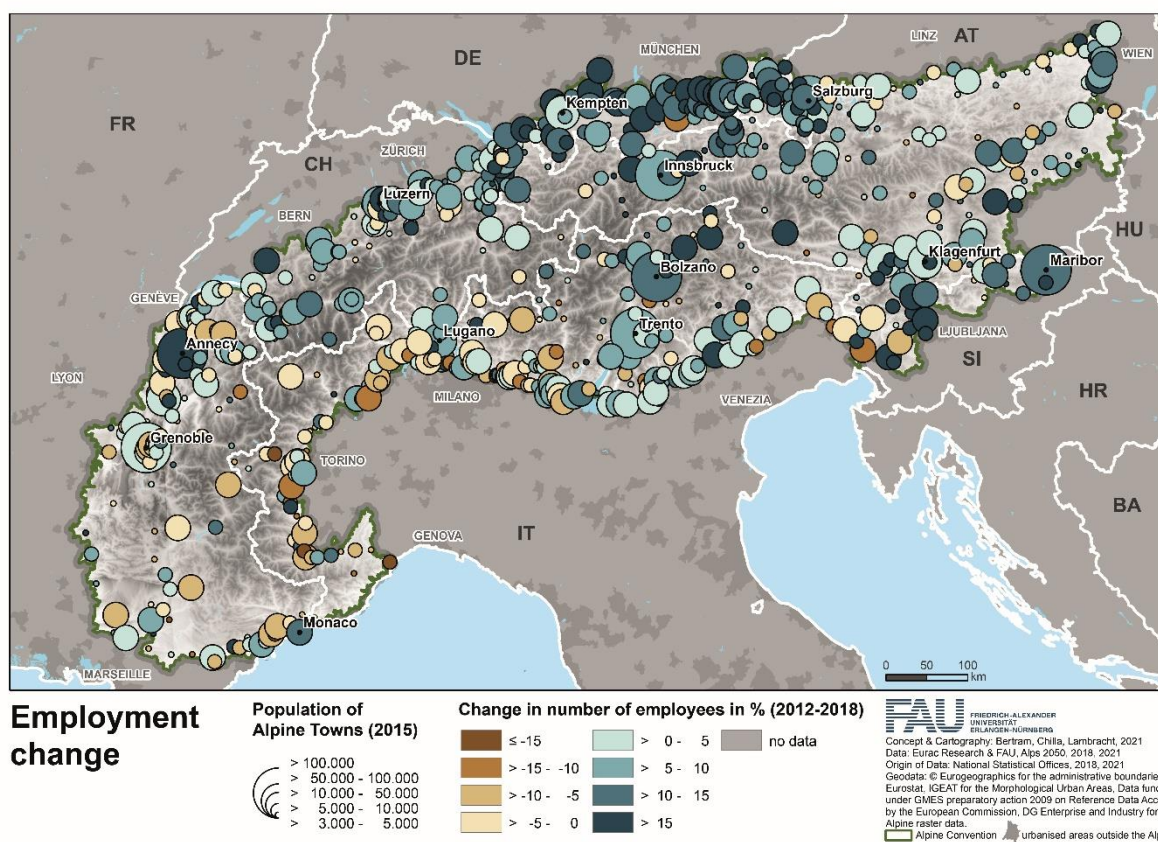 DE
MÜNCHEN
LINZ
AT
WIEN
Kempten
Salzburg
FR
CH
ZÜRICH
Innsbruck
Luzern
BERN
HU
Klagenfurt
Maribor
Bolzano
GENÈVE
Lugano
Trento
LJUBLJANA
Annecy
SI
LYON
MILANO
VENEZIA
HR
Grenoble
TORINO
BA
GENOVA
IT
Monaco
MARSEILLE
0 50 100
km
Employment
change
Population of
Alpine Towns (2015)
> 100.000
> 50.000 - 100.000
> 10.000 - 50.000
> 5.000 - 10.000
> 3.000 - 5.000
Change in number of employees in % (2012-2018)
≤ -15
> -15 - -10
> -10 - -5
> -5 - 0
> 0 - 5
> 5 - 10
> 10 - 15
> 15
no data
FAU
FRIEDRICH-ALEXANDER
UNIVERSITÄT
ERLANGEN-NÜRNBERG
Concept & Cartography: Bertram, Chilla, Lambracht, 2021
Data: Eurac Research & FAU, Alps 2050, 2018, 2021
Origin of Data: National Statistical Offices, 2018, 2021
Geodata: © Eurogeographics for the administrative boundarie
Eurostat, IGEAT for the Morphological Urban Areas, Data fund
under GMES preparatory action 2009 on Reference Data Acc
by the European Commission, DG Enterprise and Industry for
Alpine raster data.
Alpine Convention
urbanised areas outside the Al